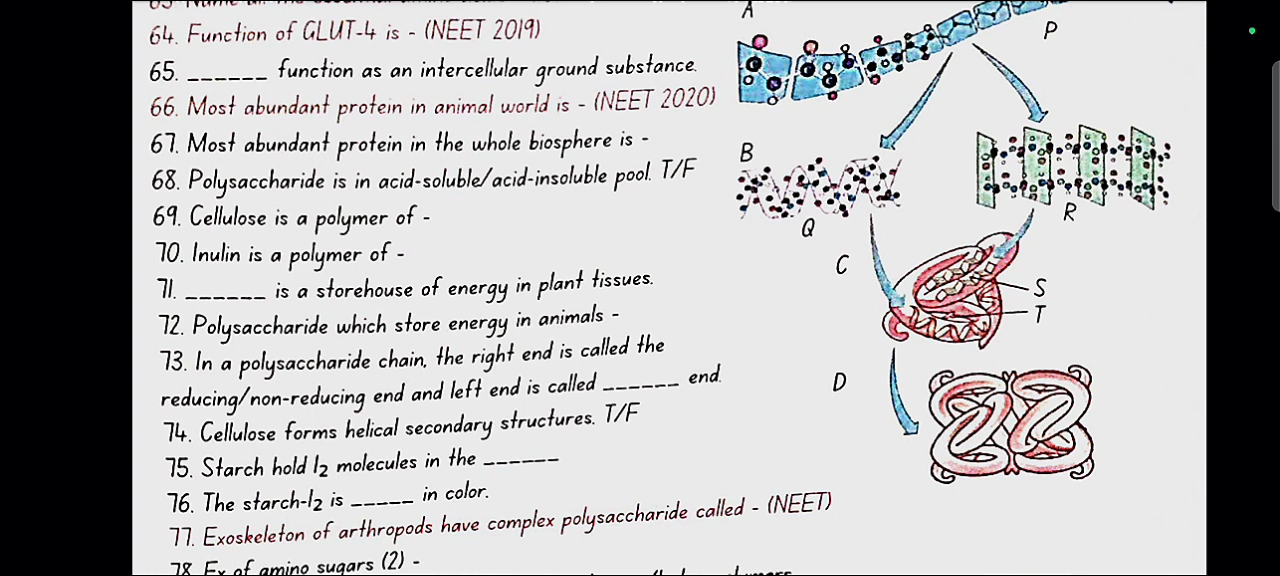 64. Function of GLUT-4 is - (NEET 2019)
65. ______ function as an intercellular ground substance.
66. Most abundant protein in animal world is - (NEET 2020)
67. Most abundant protein in the whole biosphere is -
68. Polysaccharide is in acid-soluble/acid-insoluble pool. T/F
69. Cellulose is a polymer of -
70. Inulin is a polymer of -
71. ______ is a storehouse of energy in plant tissues.
72. Polysaccharide which store energy in animals -
73. In a polysaccharide chain, the right end is called the
reducing/non-reducing end and left end is called ______ end.
74. Cellulose forms helical secondary structures. T/F
75. Starch hold I₂ molecules in the ______
76. The starch-I₂ is _____ in color.
77. Exoskeleton of arthropods have complex polysaccharide called - (NEET)
78. Ex of amino sugars (2) -
A
P
B
Q
R
C
S
T
D